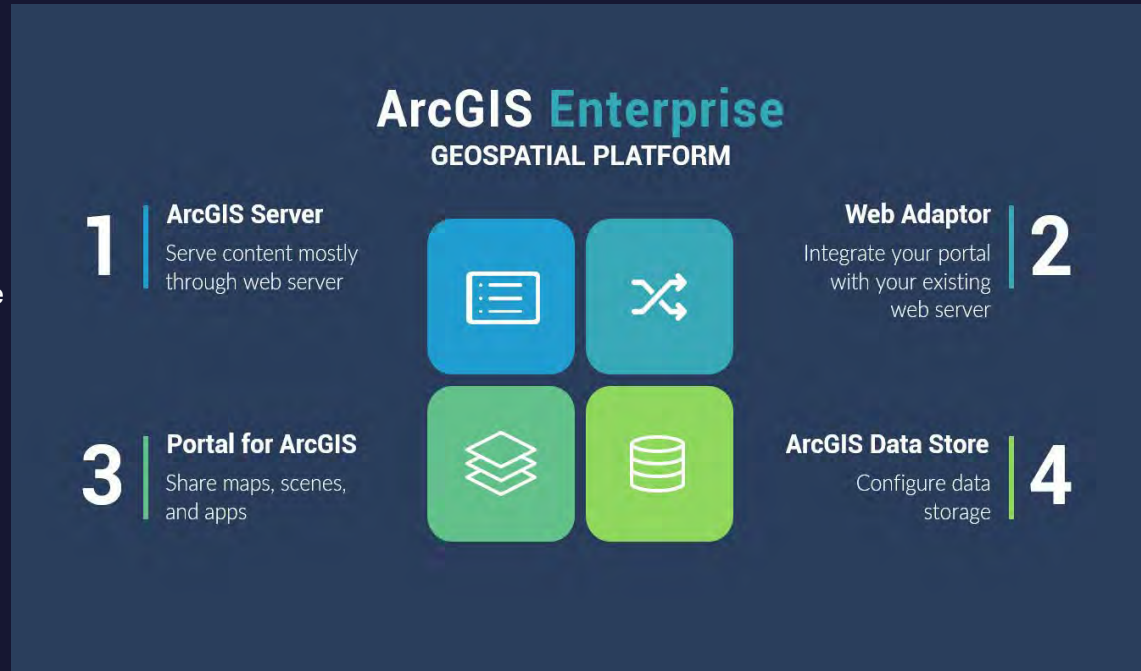 ArcGIS Enterprise
GEOSPATIAL PLATFORM
1
ArcGIS Server
Serve content mostly
through web server
Web Adaptor
Integrate your portal
with your existing
web server
2
e
3
Portal for ArcGIS
Share maps, scenes,
and apps
ArcGIS Data Store
Configure data
storage
4